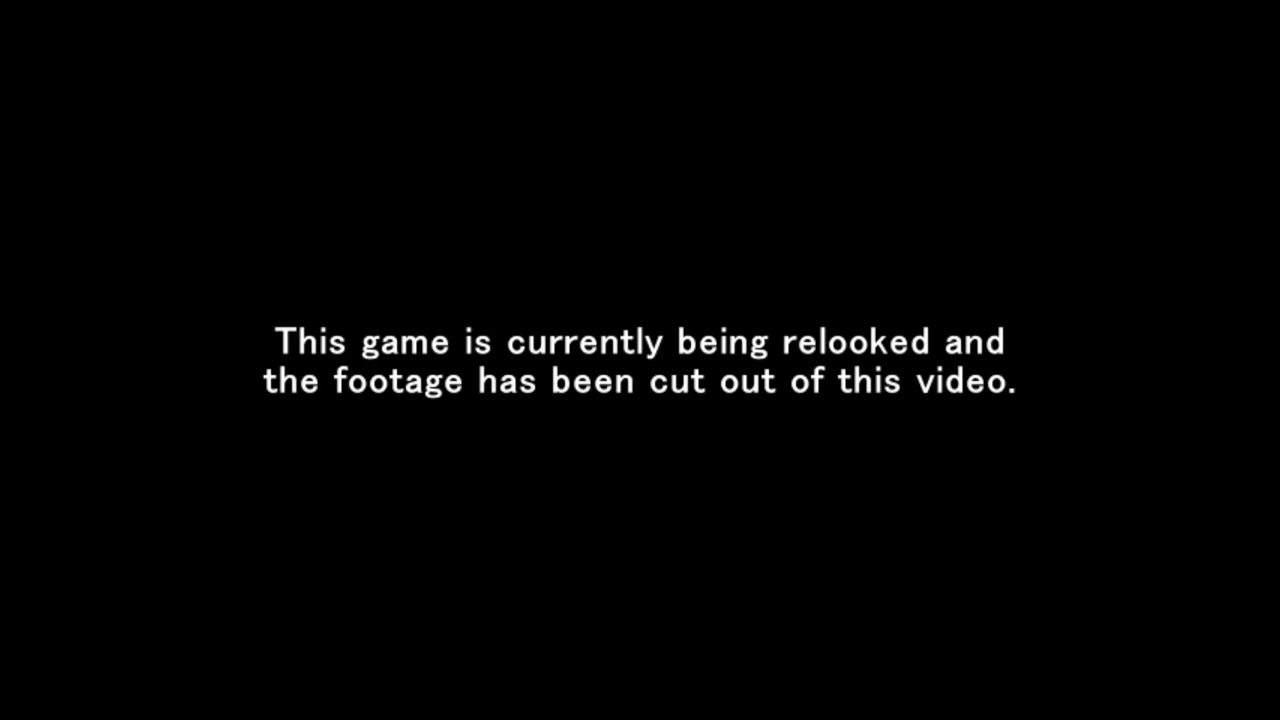 This game is currently being relooked and
the footage has been cut out of this video.